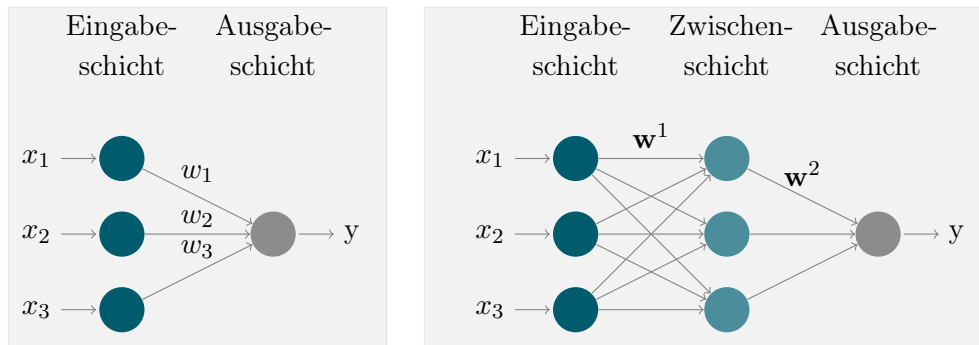 Eingabe-
schicht
Ausgabe-
schicht
x₁
w₁
x₂
w₂
y
w₃
x₃
Eingabe-
schicht
Zwischen-
schicht
Ausgabe-
schicht
w¹
x₁
w²
x₂
y
x₃